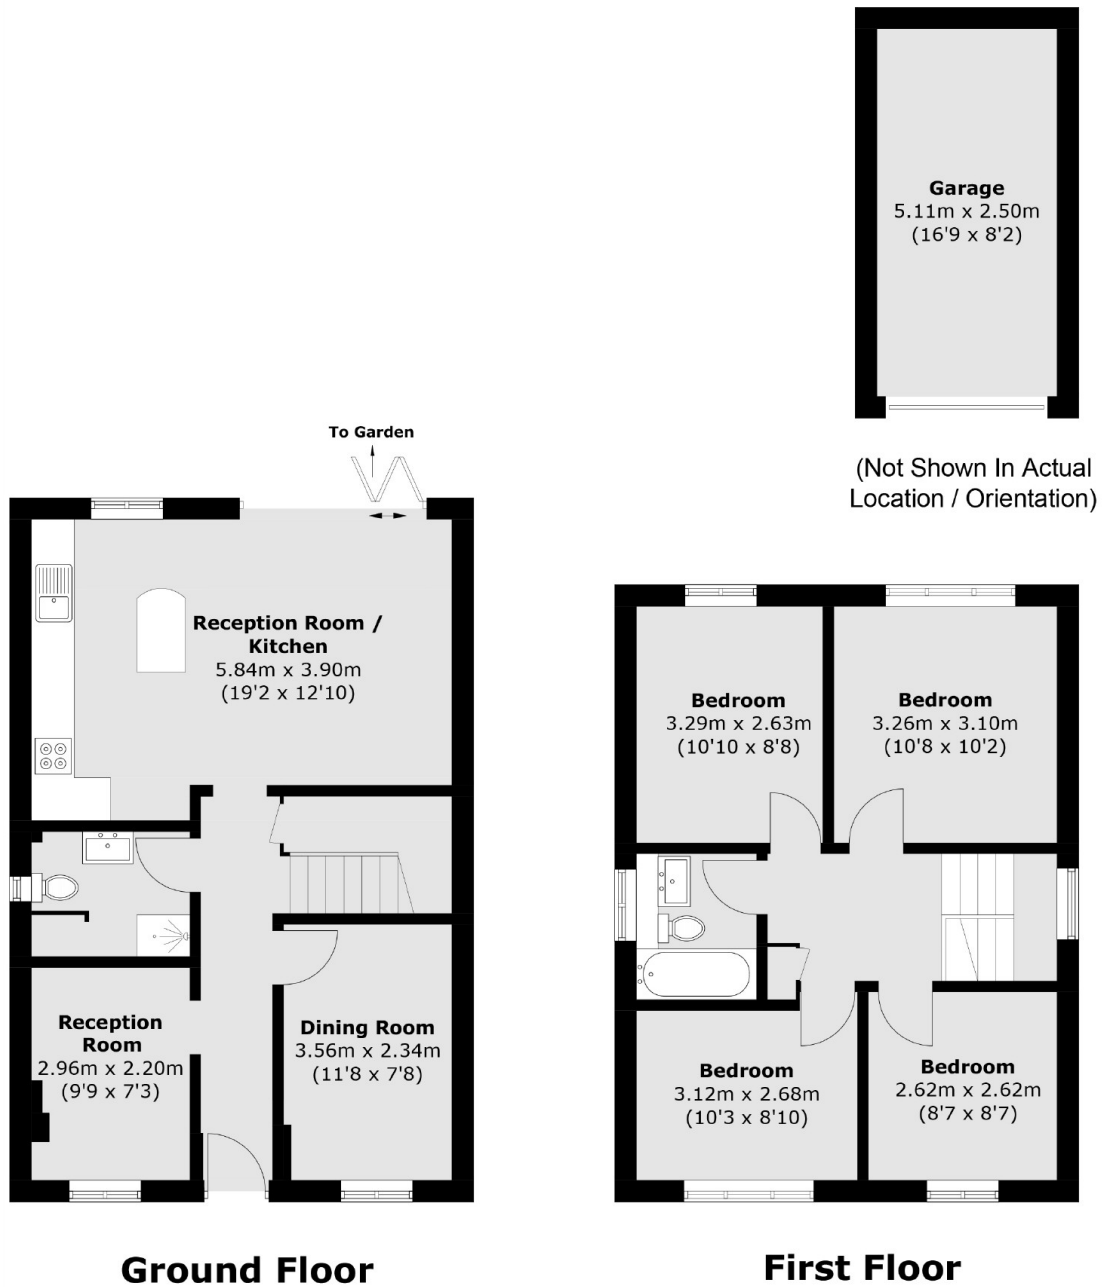 Garage
5.11m x 2.50m
(16'9 x 8'2)
(Not Shown In Actual
Location / Orientation)
To Garden
Reception Room /
Kitchen
5.84m x 3.90m
(19'2 x 12'10)
Reception
Room
2.96m x 2.20m
(9'9 x 7'3)
Dining Room
3.56m x 2.34m
(11'8 x 7'8)
Ground Floor
Bedroom
3.29m x 2.63m
(10'10 x 8'8)
Bedroom
3.26m x 3.10m
(10'8 x 10'2)
Bedroom
3.12m x 2.68m
(10'3 x 8'10)
Bedroom
2.62m x 2.62m
(8'7 x 8'7)
First Floor